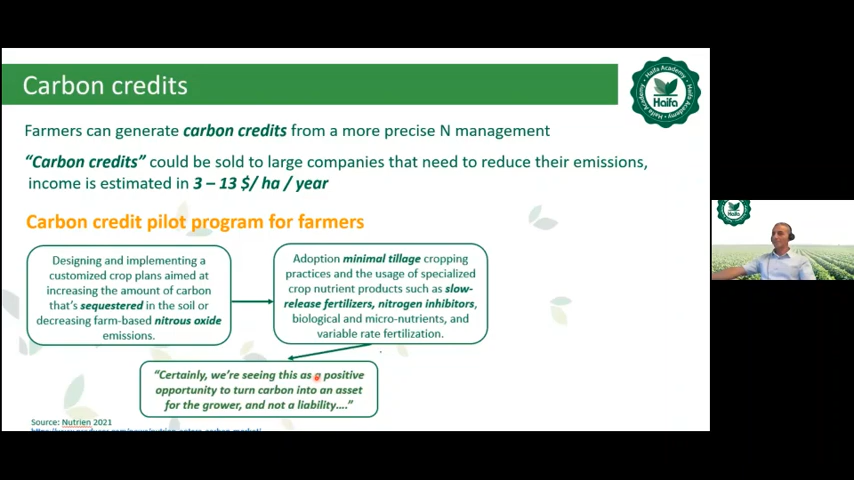 Carbon credits
Haifa Academy
Haifa
Farmers can generate carbon credits from a more precise N management
“Carbon credits” could be sold to large companies that need to reduce their emissions,
income is estimated in 3 – 13 $/ ha / year
Carbon credit pilot program for farmers
Designing and implementing a
customized crop plans aimed at
increasing the amount of carbon
that’s sequestered in the soil or
decreasing farm-based nitrous oxide
emissions.
Adoption minimal tillage cropping
practices and the usage of specialized
crop nutrient products such as slow-
release fertilizers, nitrogen inhibitors,
biological and micro-nutrients, and
variable rate fertilization.
“Certainly, we’re seeing this as a positive
opportunity to turn carbon into an asset
for the grower, and not a liability….”
Source: Nutrien 2021
Haifa